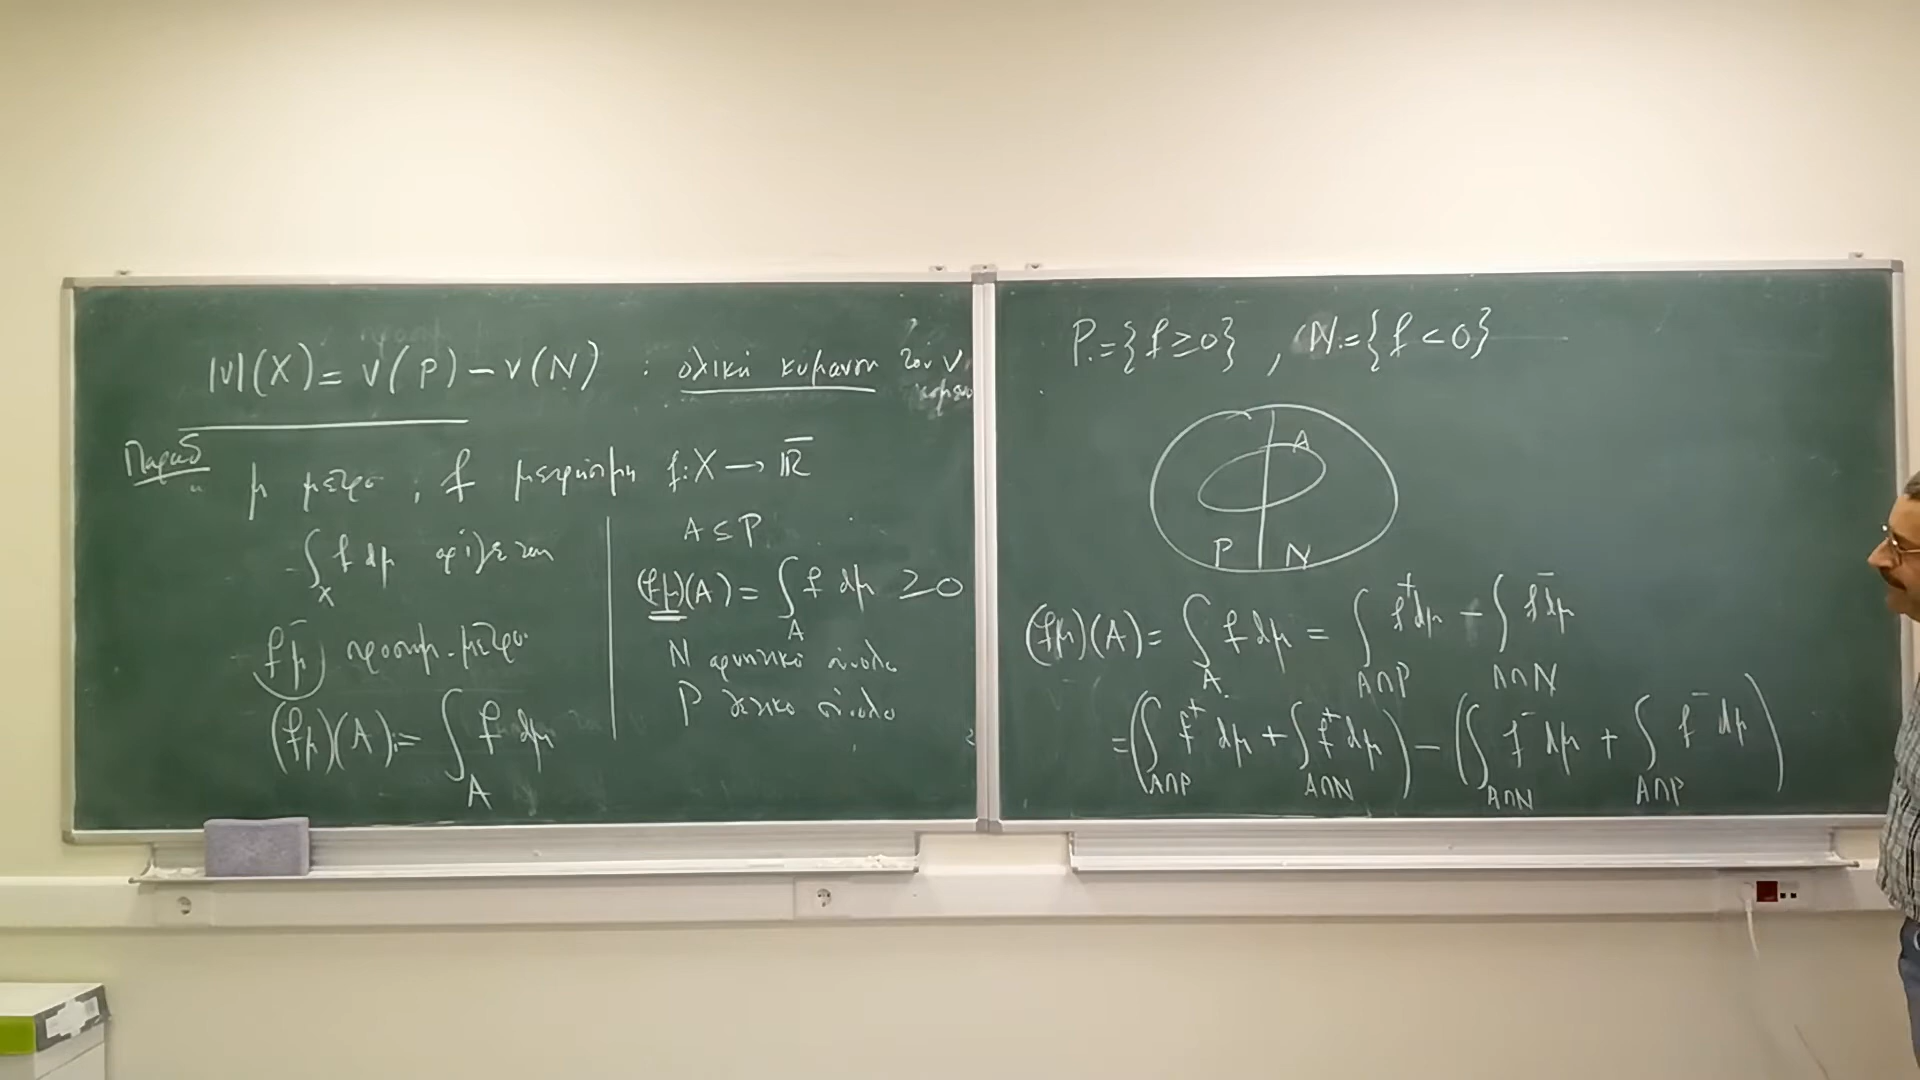 |ν|(X) = ν(P) − ν(N) : ολική κύμανση του ν
Παραδ
μ μέτρο, f μετρήσιμη f: X → ℝ̄
∫_X f dμ ορίζεται
fμ προσημ. μέτρο
(fμ)(A) := ∫_A f dμ
A ⊆ P
(fμ)(A) = ∫_A f dμ ≥ 0
N αρνητικό σύνολο
P θετικό σύνολο
P := {f ≥ 0} , N := {f < 0}
A
P N
(fμ)(A) = ∫_A f dμ = ∫_{A∩P} f⁺ dμ − ∫_{A∩N} f⁻ dμ
= (∫_{A∩P} f⁺ dμ + ∫_{A∩N} f⁺ dμ) − (∫_{A∩N} f⁻ dμ + ∫_{A∩P} f⁻ dμ)